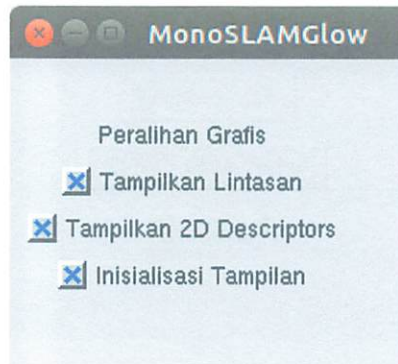 MonoSLAMGlow
Peralihan Grafis
Tampilkan Lintasan
Tampilkan 2D Descriptors
Inisialisasi Tampilan